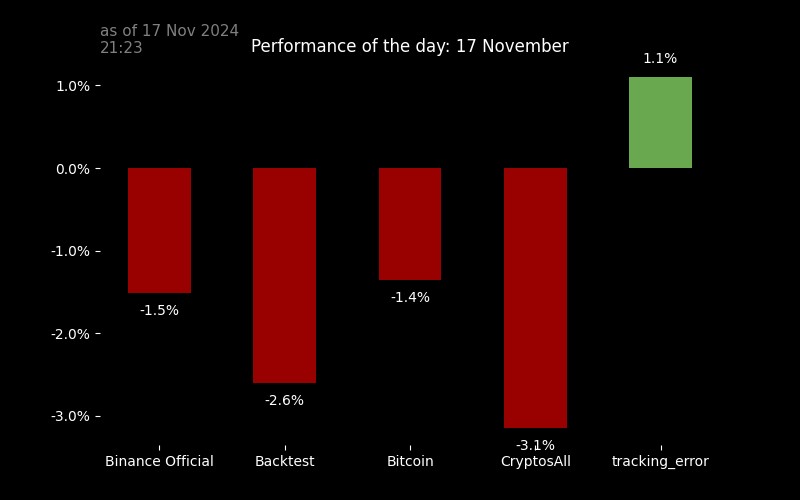 as of 17 Nov 2024
21:23
Performance of the day: 17 November
1.1%
1.0%
0.0%
-1.0%
-2.0%
-3.0%
-1.5%
-2.6%
-1.4%
-3.1%
Binance Official
Backtest
Bitcoin
CryptosAll
tracking_error